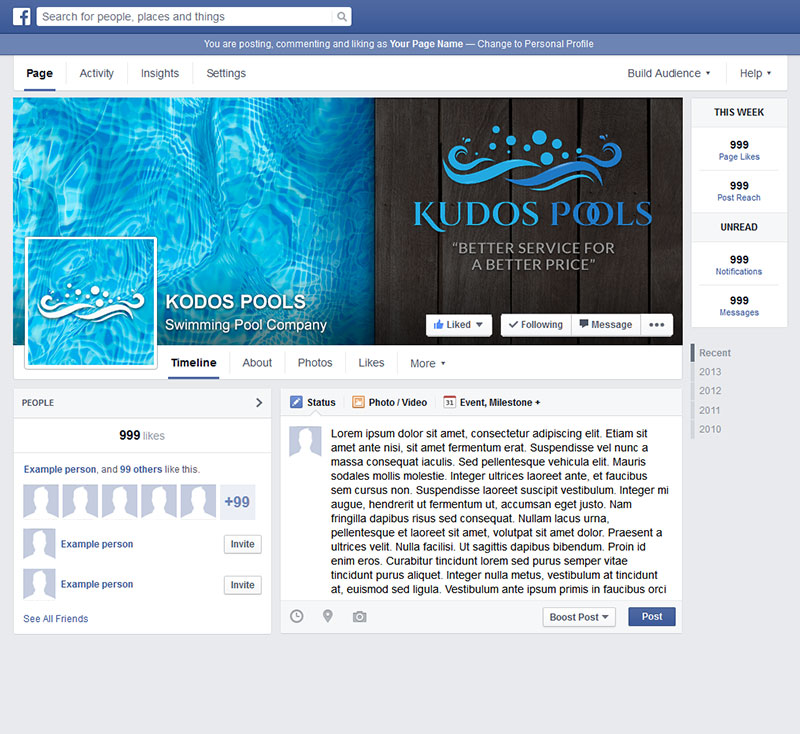 Search for people, places and things
You are posting, commenting and liking as Your Page Name — Change to Personal Profile
Page
Activity
Insights
Settings
Build Audience
Help
KUDOS POOLS
“BETTER SERVICE FOR
A BETTER PRICE”
KODOS POOLS
Swimming Pool Company
Liked
Following
Message
Timeline
About
Photos
Likes
More
THIS WEEK
999
Page Likes
999
Post Reach
UNREAD
999
Notifications
999
Messages
Recent
2013
2012
2011
2010
PEOPLE
999 likes
Example person, and 99 others like this.
+99
Example person
Invite
Example person
Invite
See All Friends
Status
Photo / Video
31
Event, Milestone +
Lorem ipsum dolor sit amet, consectetur adipiscing elit. Etiam sit
amet ante nisi, sit amet fermentum erat. Suspendisse vel nunc a
massa consequat iaculis. Sed pellentesque vehicula elit. Mauris
sodales mollis molestie. Integer ultrices laoreet ante, et faucibus
sem cursus non. Suspendisse laoreet suscipit vestibulum. Integer mi
augue, hendrerit ut fermentum ut, accumsan eget justo. Nam
fringilla dapibus risus sed consequat. Nullam lacus urna,
pellentesque et laoreet sit amet, volutpat sit amet dolor. Praesent a
ultrices velit. Nulla facilisi. Ut sagittis dapibus bibendum. Proin id
enim eros. Curabitur tincidunt lorem sed purus semper vitae
tincidunt purus aliquet. Integer nulla metus, vestibulum at tincidunt
at, euismod sed ligula. Vestibulum ante ipsum primis in faucibus orci
Boost Post
Post